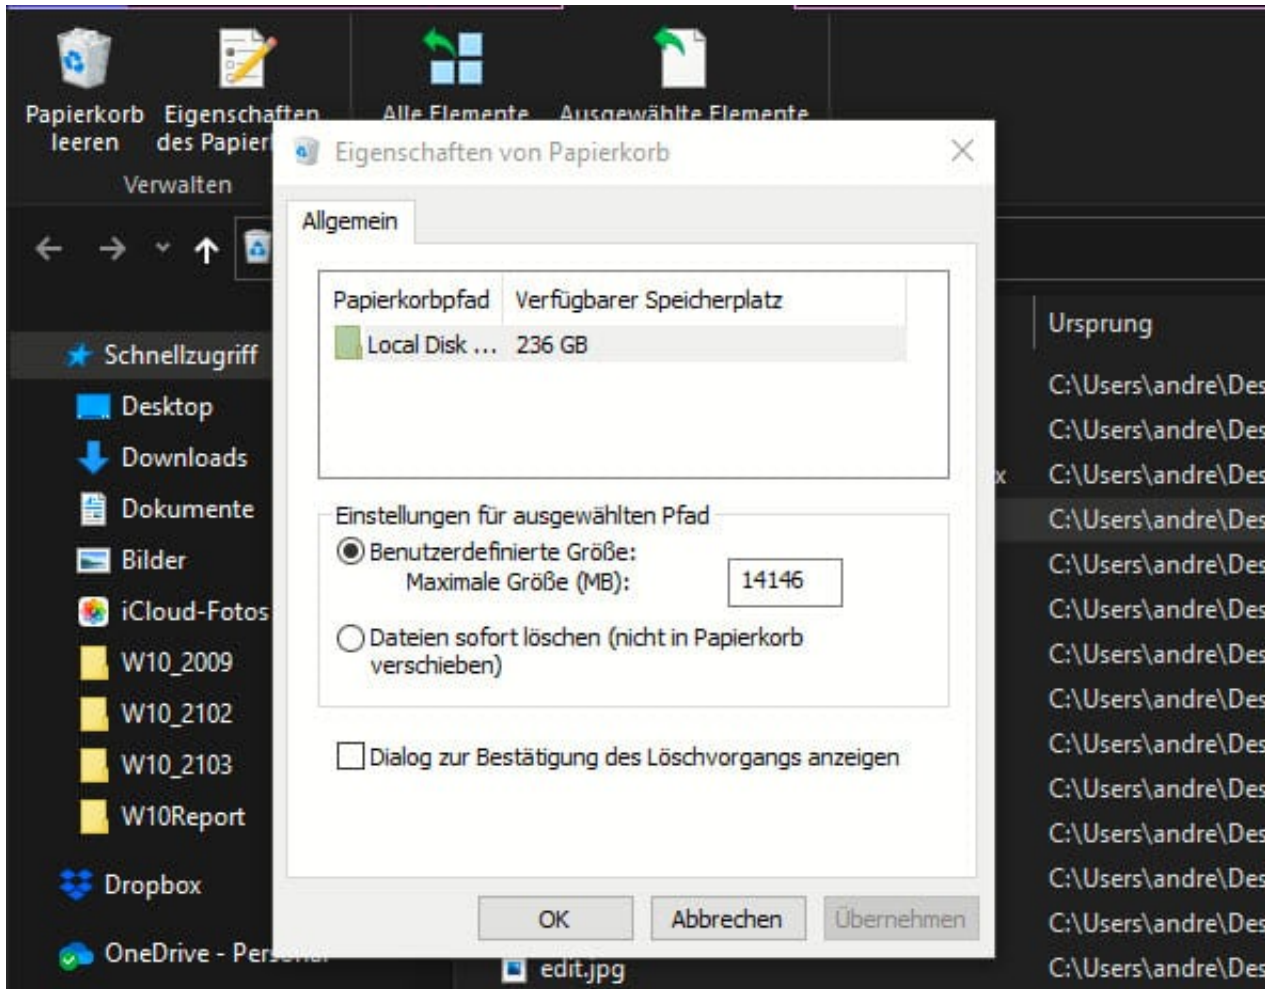 Papierkorb leeren
Eigenschaften des Papierk
Alle Elemente
Ausgewählte Elemente
Verwalten
Eigenschaften von Papierkorb
Allgemein
Papierkorbpfad Verfügbarer Speicherplatz
Local Disk ... 236 GB
Einstellungen für ausgewählten Pfad
Benutzerdefinierte Größe:
Maximale Größe (MB): 14146
Dateien sofort löschen (nicht in Papierkorb
verschieben)
Dialog zur Bestätigung des Löschvorgangs anzeigen
OK Abbrechen Übernehmen
Schnellzugriff
Desktop
Downloads
Dokumente
Bilder
iCloud-Fotos
W10_2009
W10_2102
W10_2103
W10Report
Dropbox
OneDrive - Personal
edit.jpg
Ursprung
C:\Users\andre\Des
C:\Users\andre\Des
x C:\Users\andre\Des
C:\Users\andre\Des
C:\Users\andre\Des
C:\Users\andre\Des
C:\Users\andre\Des
C:\Users\andre\Des
C:\Users\andre\Des
C:\Users\andre\Des
C:\Users\andre\Des
C:\Users\andre\Des
C:\Users\andre\Des
C:\Users\andre\Des